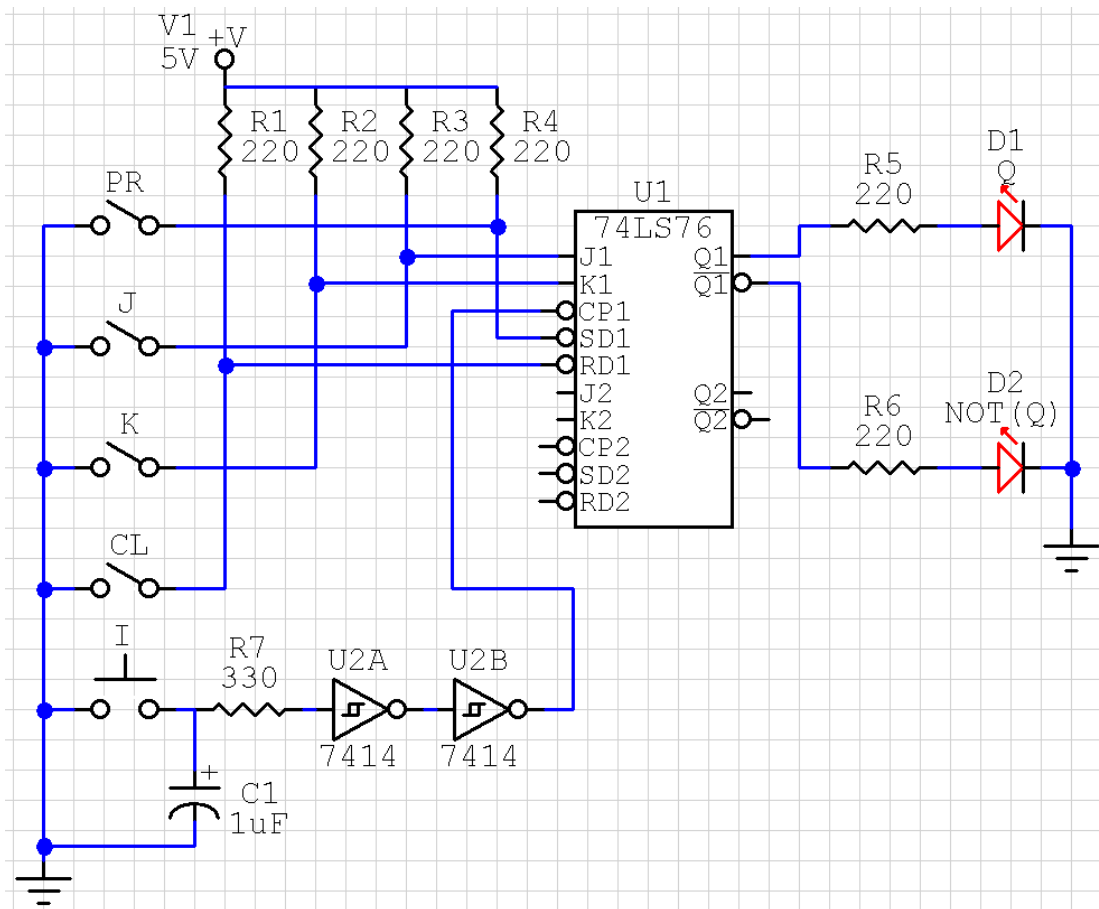 V1 +V
5V
R1 R2 R3 R4
220 220 220 220
PR
J
K
CL
I
R7
330
U2A
7414
U2B
7414
+
C1
1uF
U1
74LS76
J1
K1
CP1
SD1
RD1
J2
K2
CP2
SD2
RD2
Q1
Q1
Q2
Q2
R5
220
D1
Q
R6
220
D2
NOT(Q)